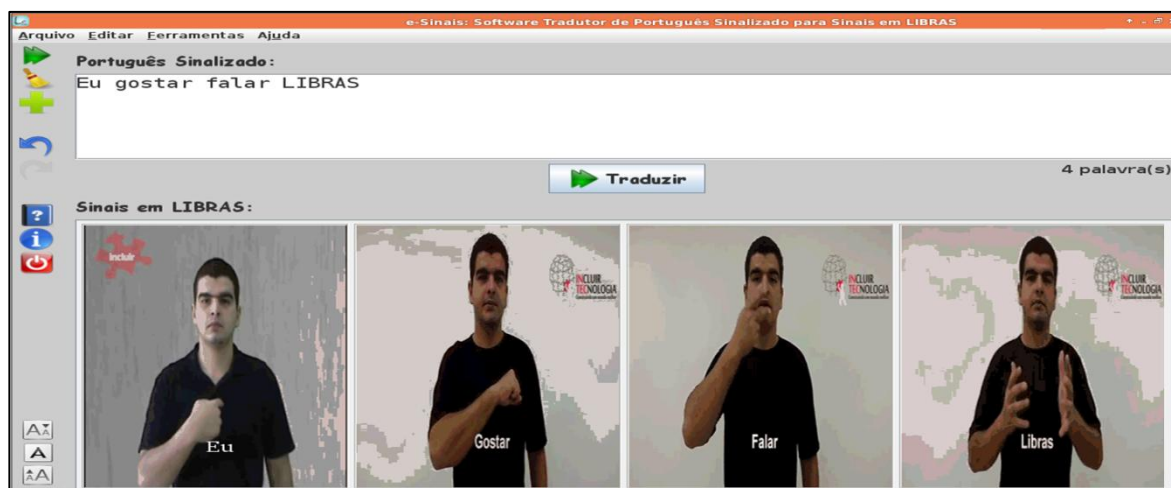 e-Sinais: Software Tradutor de Português Sinalizado para Sinais em LIBRAS
Arquivo Editar Ferramentas Ajuda
Português Sinalizado:
Eu gostar falar LIBRAS
Traduzir
4 palavra(s)
Sinais em LIBRAS:
Incluir
INCLUIR
TECNOLOGIA
INCLUIR
TECNOLOGIA
INCLUIR
TECNOLOGIA
Eu
Gostar
Falar
Libras
A
A
A